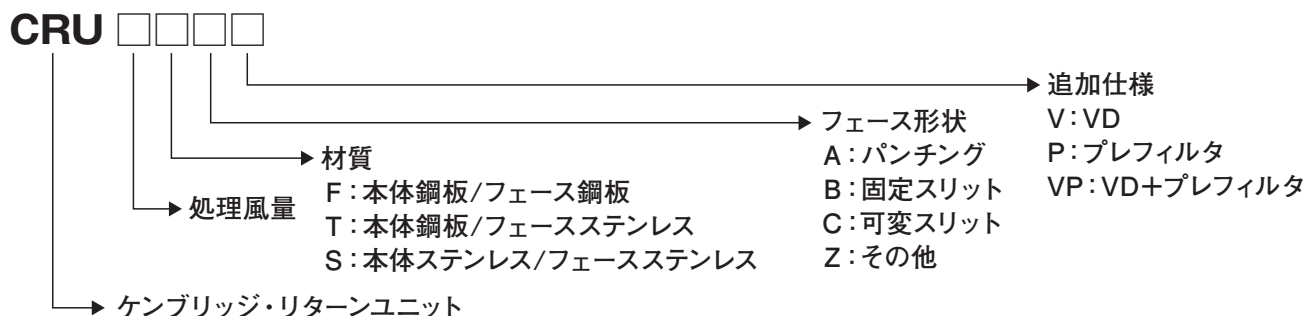 CRU □□□□
追加仕様
V：VD
P：プレフィルタ
VP：VD＋プレフィルタ
フェース形状
A：パンチング
B：固定スリット
C：可変スリット
Z：その他
材質
F：本体鋼板/フェース鋼板
T：本体鋼板/フェースステンレス
S：本体ステンレス/フェースステンレス
処理風量
ケンブリッジ・リターンユニット